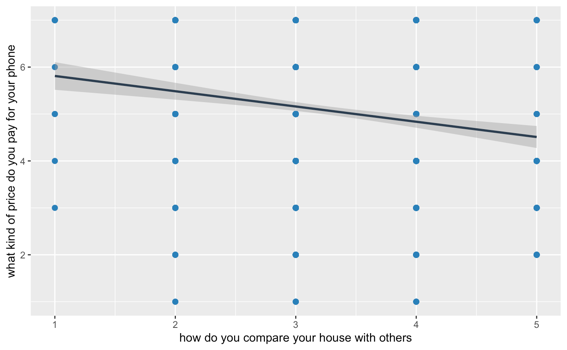 what kind of price do you pay for your phone
6
4
2
1 2 3 4 5
how do you compare your house with others